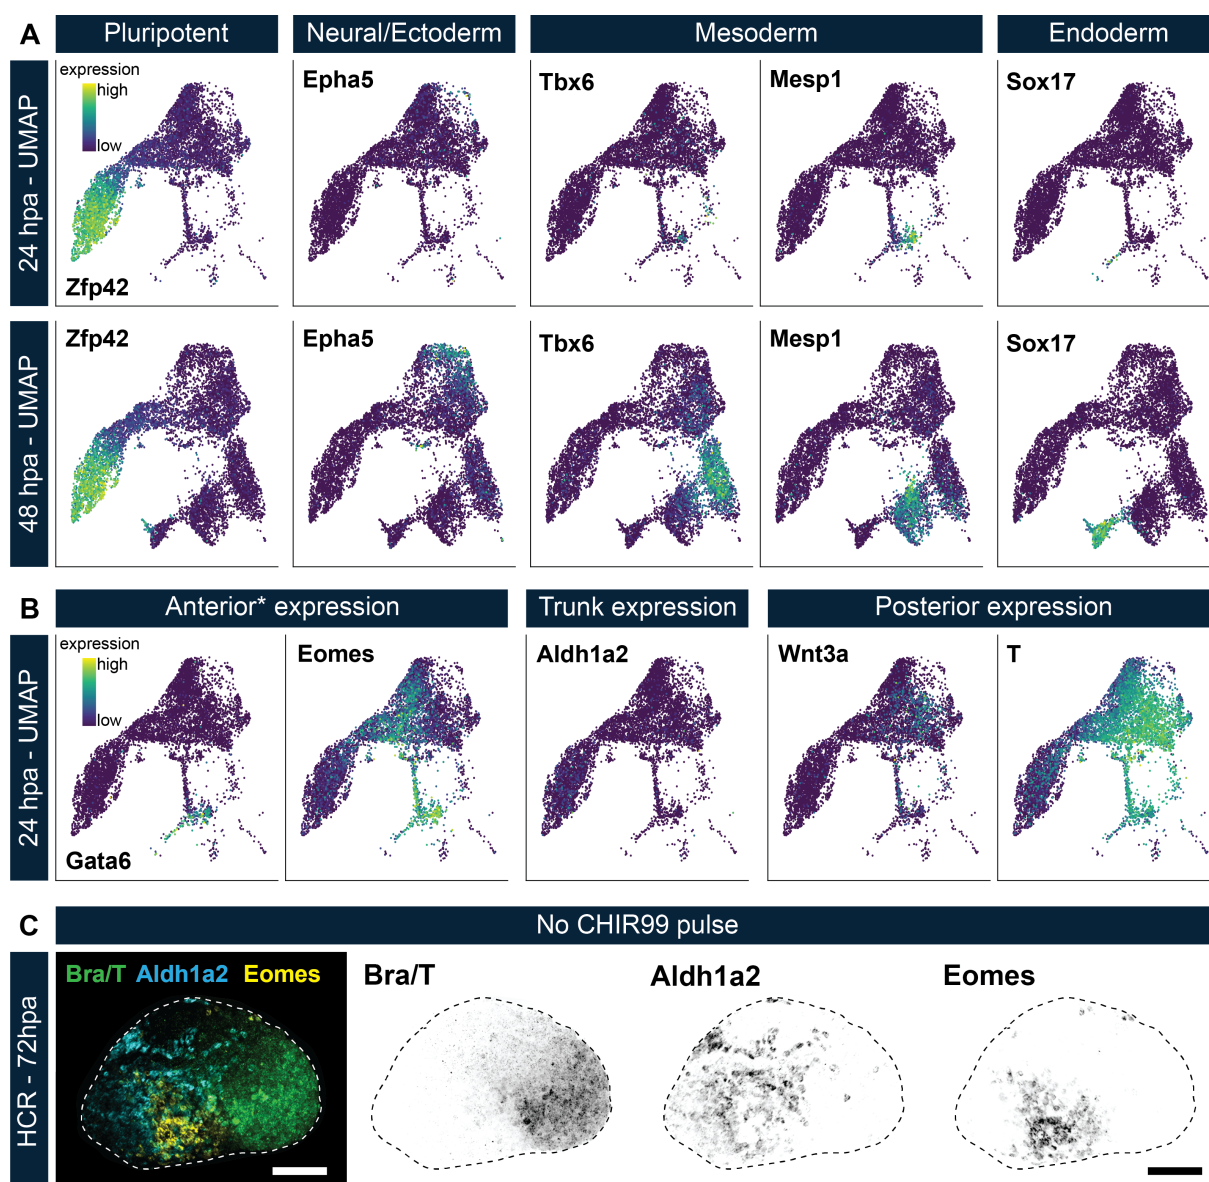 A
Pluripotent
Neural/Ectoderm
Mesoderm
Endoderm
24 hpa - UMAP
expression
high
low
Zfp42
Epha5
Tbx6
Mesp1
Sox17
48 hpa - UMAP
Zfp42
Epha5
Tbx6
Mesp1
Sox17
B
Anterior* expression
Trunk expression
Posterior expression
24 hpa - UMAP
expression
high
low
Gata6
Eomes
Aldh1a2
Wnt3a
T
C
No CHIR99 pulse
HCR - 72hpa
Bra/T Aldh1a2 Eomes
Bra/T
Aldh1a2
Eomes